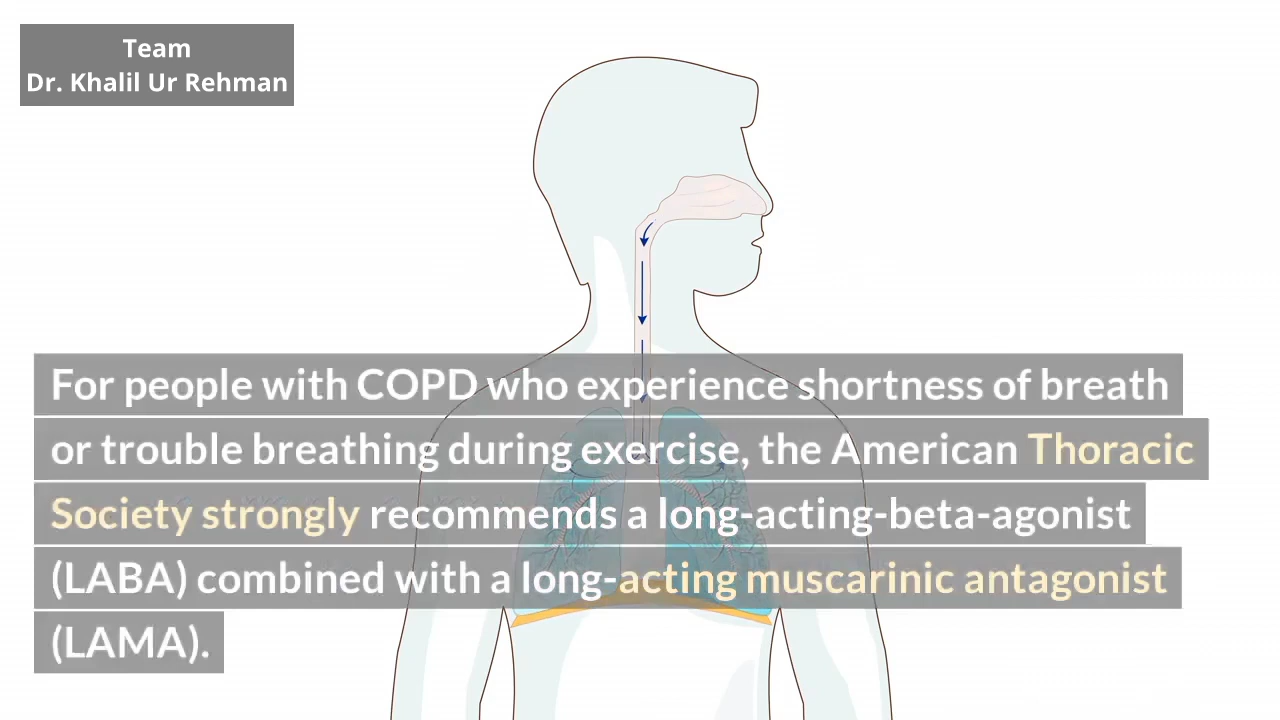 Team
Dr. Khalil Ur Rehman
For people with COPD who experience shortness of breath
or trouble breathing during exercise, the American Thoracic
Society strongly recommends a long-acting-beta-agonist
(LABA) combined with a long-acting muscarinic antagonist
(LAMA).